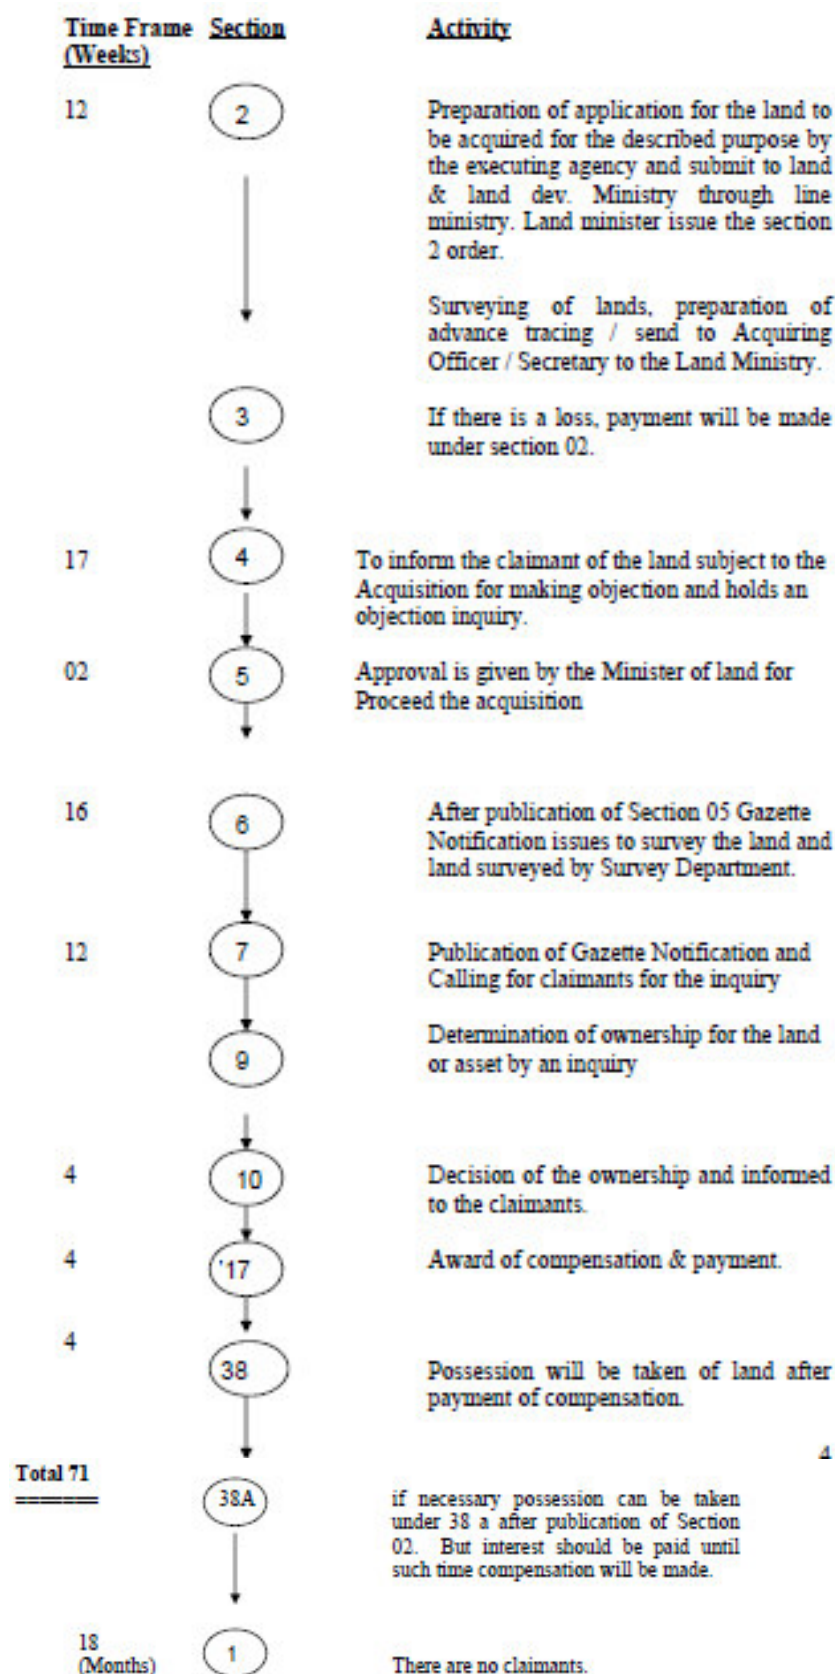 Time Frame Section Activity
(Weeks)
12 2 Preparation of application for the land to
be acquired for the described purpose by
the executing agency and submit to land
& land dev. Ministry through line
ministry. Land minister issue the section
2 order.
Surveying of lands, preparation of
advance tracing / send to Acquiring
Officer / Secretary to the Land Ministry.
3 If there is a loss, payment will be made
under section 02.
17 4 To inform the claimant of the land subject to the
Acquisition for making objection and holds an
objection inquiry.
02 5 Approval is given by the Minister of land for
Proceed the acquisition
16 6 After publication of Section 05 Gazette
Notification issues to survey the land and
land surveyed by Survey Department.
12 7 Publication of Gazette Notification and
Calling for claimants for the inquiry
9 Determination of ownership for the land
or asset by an inquiry
4 10 Decision of the ownership and informed
to the claimants.
4 '17 Award of compensation & payment.
4
38 Possession will be taken of land after
payment of compensation.
4
Total 71
======= 38A if necessary possession can be taken
under 38 a after publication of Section
02. But interest should be paid until
such time compensation will be made.
18
(Months) 1 There are no claimants.